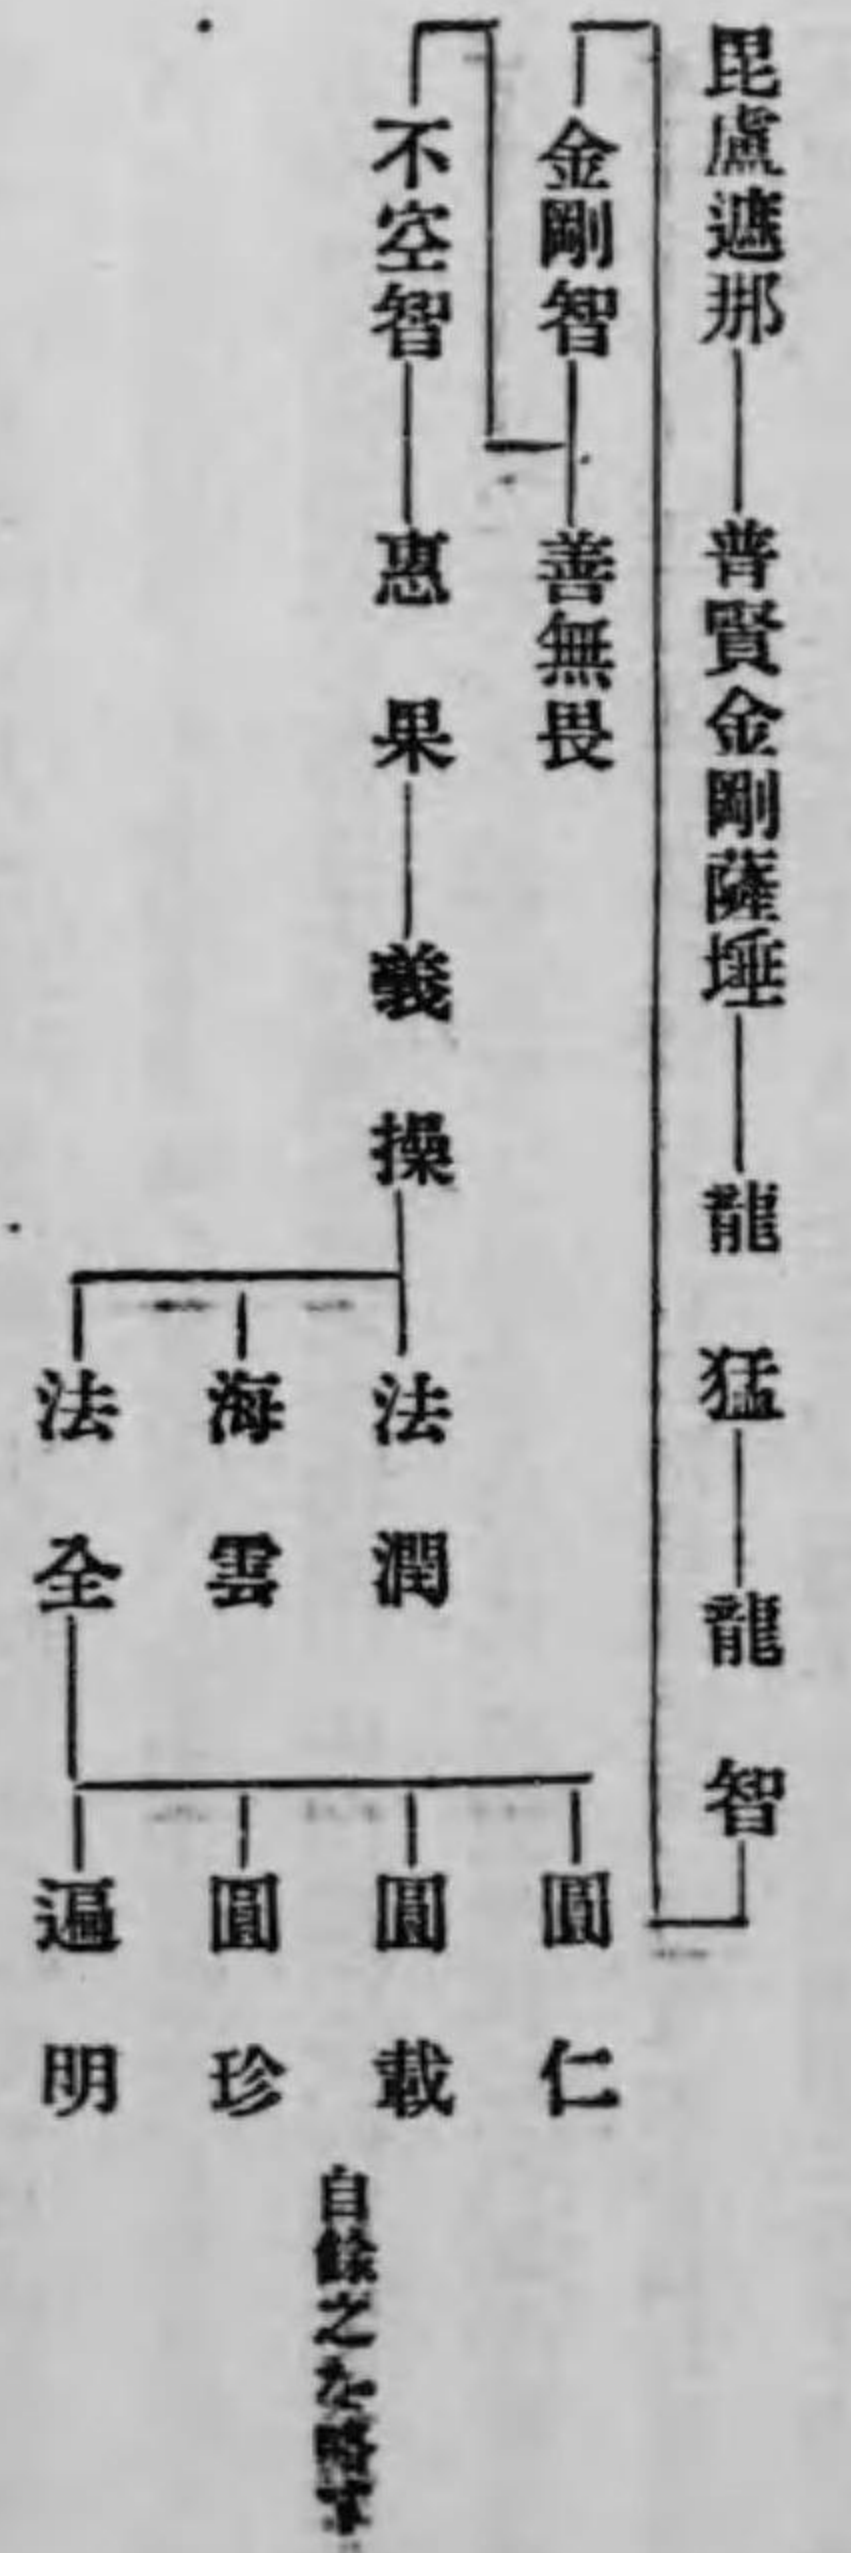 毘盧遮那
普賢金剛薩埵
龍猛
龍智
金剛智
善無畏
不空智
惠果
義操
法潤
海雲
法全
圓仁
圓載
圓珍
遍明
自餘之を略す